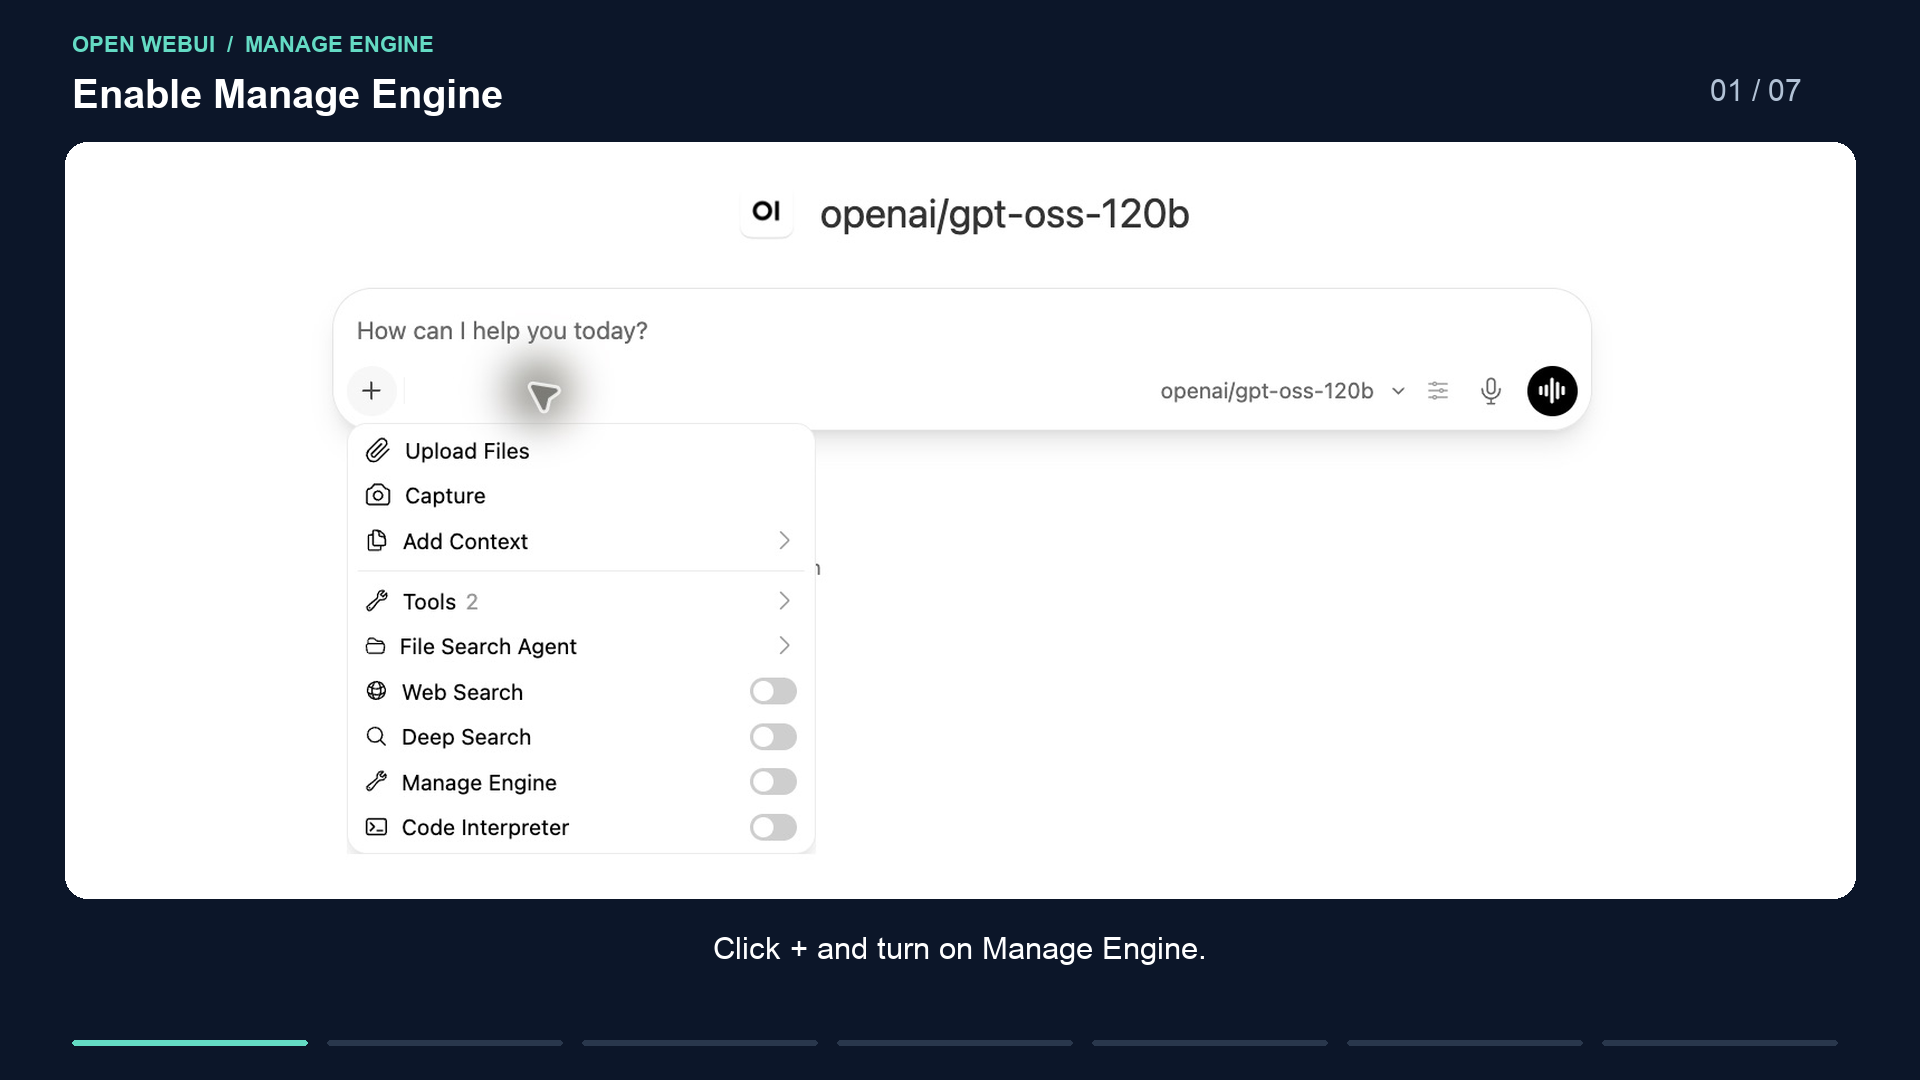 OPEN WEBUI / MANAGE ENGINE
Enable Manage Engine
01 / 07
OI openai/gpt-oss-120b
How can I help you today?
openai/gpt-oss-120b
Upload Files
Capture
Add Context
Tools 2
File Search Agent
Web Search
Deep Search
Manage Engine
Code Interpreter
Click + and turn on Manage Engine.